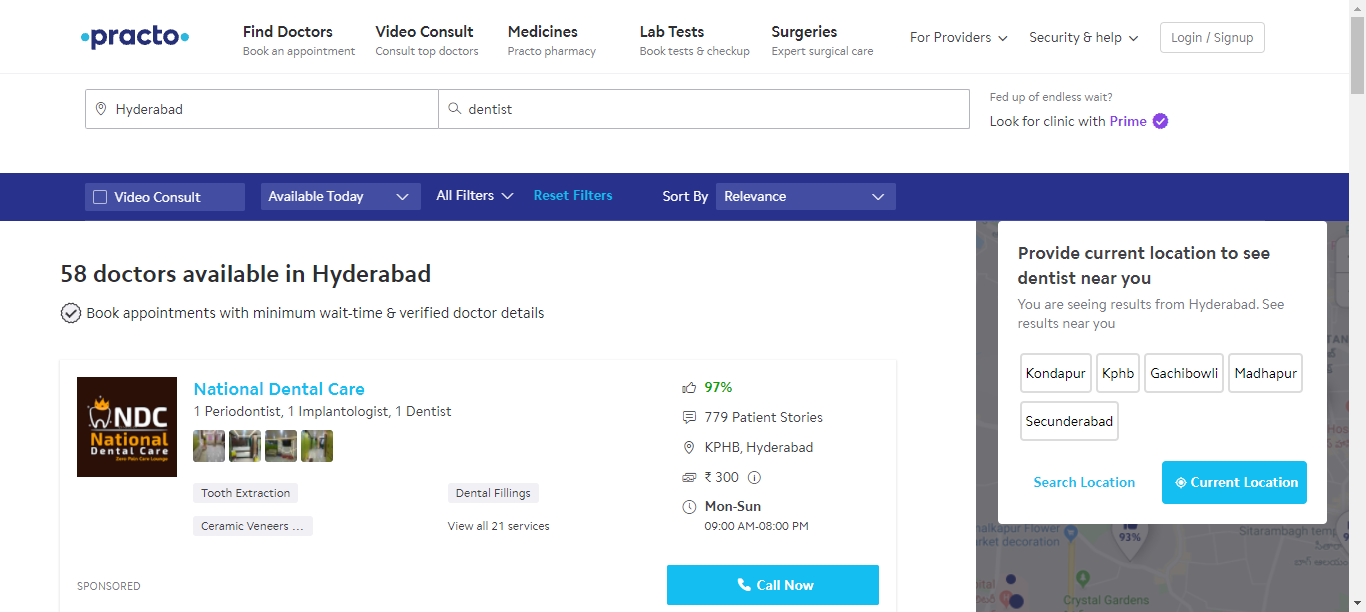 practo
Find Doctors
Book an appointment
Video Consult
Consult top doctors
Medicines
Practo pharmacy
Lab Tests
Book tests & checkup
Surgeries
Expert surgical care
For Providers
Security & help
Login / Signup
Hyderabad
dentist
Fed up of endless wait?
Look for clinic with Prime
Video Consult
Available Today
All Filters
Reset Filters
Sort By
Relevance
58 doctors available in Hyderabad
Book appointments with minimum wait-time & verified doctor details
NDC
National
Dental Care
Zero Pain Care Lounge
National Dental Care
1 Periodontist, 1 Implantologist, 1 Dentist
Tooth Extraction
Dental Fillings
Ceramic Veneers ...
View all 21 services
SPONSORED
97%
779 Patient Stories
KPHB, Hyderabad
₹ 300
Mon-Sun
09:00 AM-08:00 PM
Call Now
Provide current location to see
dentist near you
You are seeing results from Hyderabad. See
results near you
Kondapur
Kphb
Gachibowli
Madhapur
Secunderabad
Search Location
Current Location
Flower
market decoration
93%
Sitarambagh
Crystal Gardens